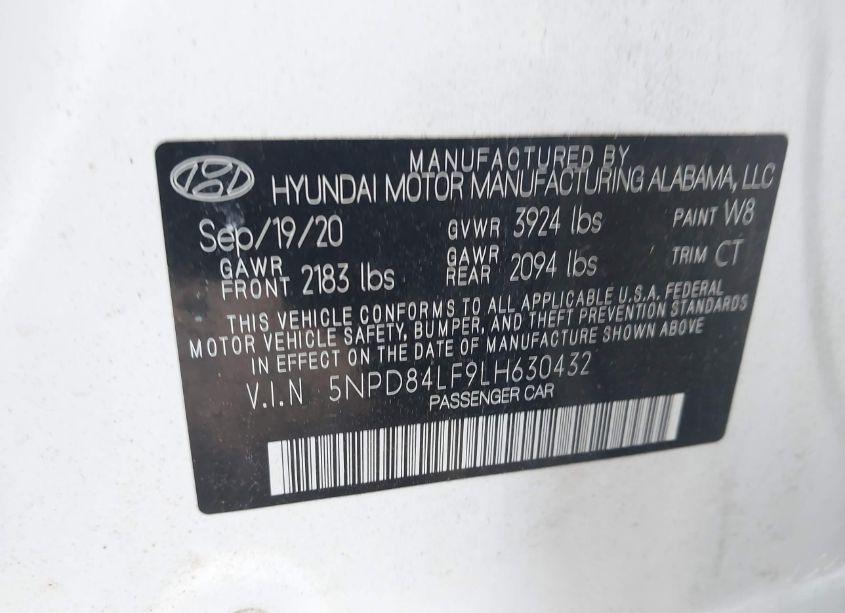 MANUFACTURED BY
HYUNDAI MOTOR MANUFACTURING ALABAMA, LLC
Sep/19/20 GVWR 3924 lbs PAINT W8
GAWR FRONT 2183 lbs GAWR REAR 2094 lbs TRIM CT
THIS VEHICLE CONFORMS TO ALL APPLICABLE U.S.A. FEDERAL
MOTOR VEHICLE SAFETY, BUMPER, AND THEFT PREVENTION STANDARDS
IN EFFECT ON THE DATE OF MANUFACTURE SHOWN ABOVE
V.I.N 5NPD84LF9LH630432
PASSENGER CAR